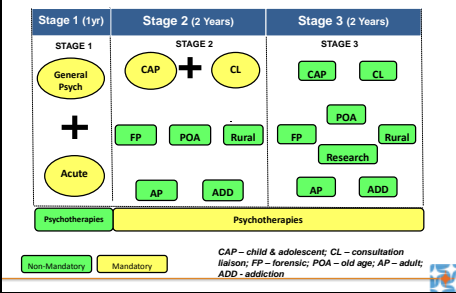 Stage 1 (1yr) Stage 2 (2 Years) Stage 3 (2 Years)
STAGE 1 STAGE 2 STAGE 3
General
Psych
CAP CL
CAP CL
POA
FP POA Rural
FP Rural
Research
Acute
AP ADD
AP ADD
Psychotherapies Psychotherapies
Non-Mandatory Mandatory
CAP – child & adolescent; CL – consultation
liaison; FP – forensic; POA – old age; AP – adult;
ADD - addiction